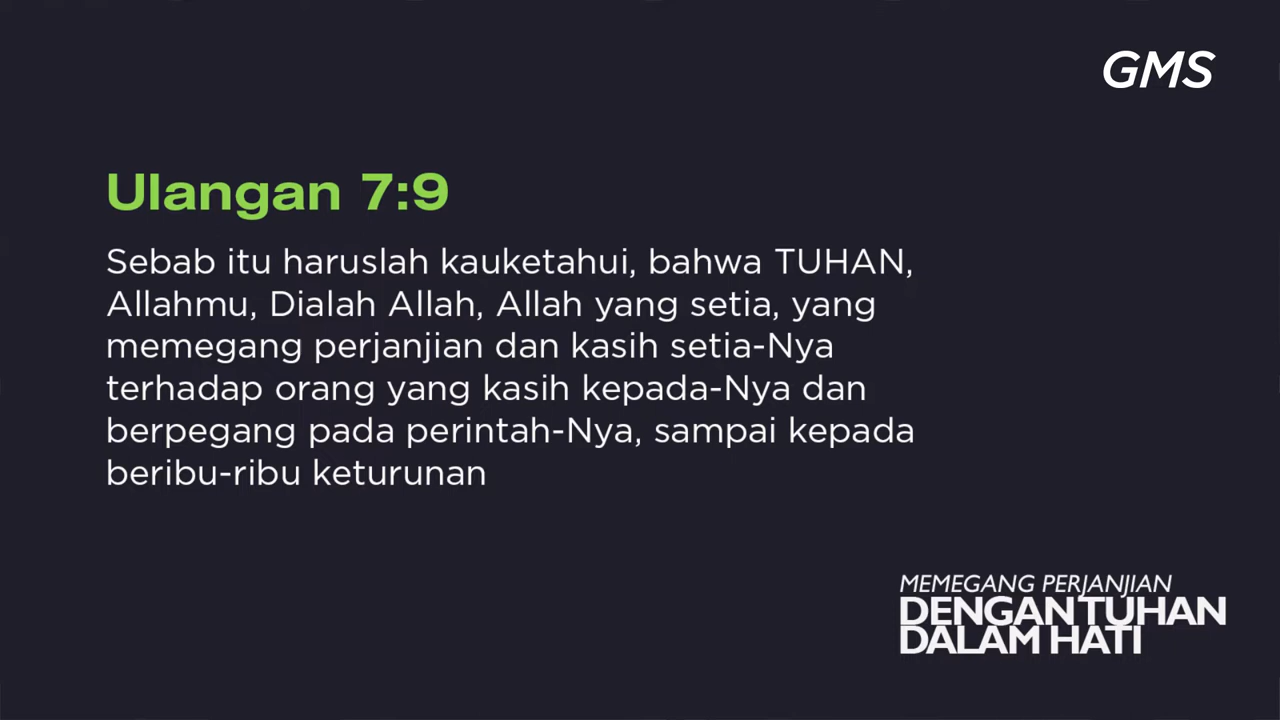 GMS
Ulangan 7:9
Sebab itu haruslah kauketahui, bahwa TUHAN,
Allahmu, Dialah Allah, Allah yang setia, yang
memegang perjanjian dan kasih setia-Nya
terhadap orang yang kasih kepada-Nya dan
berpegang pada perintah-Nya, sampai kepada
beribu-ribu keturunan
MEMEGANG PERJANJIAN
DENGAN TUHAN
DALAM HATI